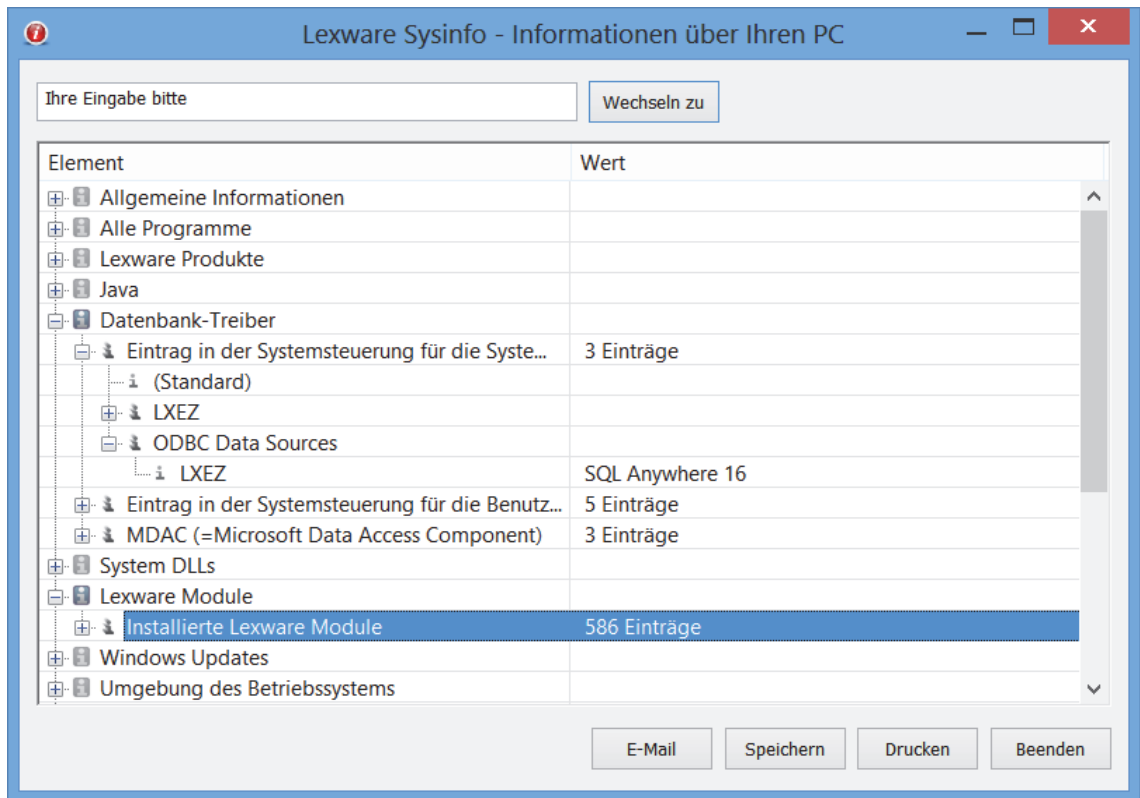 Lexware Sysinfo - Informationen über Ihren PC
Ihre Eingabe bitte
Wechseln zu
Element Wert
Allgemeine Informationen
Alle Programme
Lexware Produkte
Java
Datenbank-Treiber
Eintrag in der Systemsteuerung für die Syste... 3 Einträge
(Standard)
LXEZ
ODBC Data Sources
LXEZ SQL Anywhere 16
Eintrag in der Systemsteuerung für die Benutz... 5 Einträge
MDAC (=Microsoft Data Access Component) 3 Einträge
System DLLs
Lexware Module
Installierte Lexware Module 586 Einträge
Windows Updates
Umgebung des Betriebssystems
E-Mail Speichern Drucken Beenden